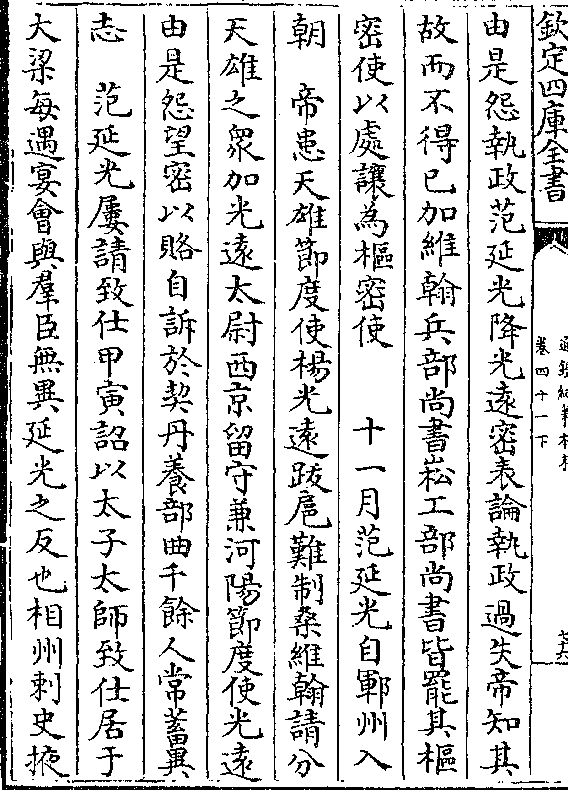 欽定四庫全書
卷四十一下
由是怨執政范延光降光遠密表論執政過失帝知其
故而不得已加維翰兵部尚書崧工部尚書皆罷其樞
密使以處讓為樞密使　十一月范延光自鄆州入
朝　帝患天雄節度使楊光遠跋扈難制桑維翰請分
天雄之衆加光遠太尉西京留守兼河陽節度使光遠
由是怨望密以賂自訴於契丹養部曲千餘人常蓄異
志　范延光屢請致仕甲寅詔以太子太師致仕居于
大梁每遇宴會與羣臣無異延光之反也相州刺史掖